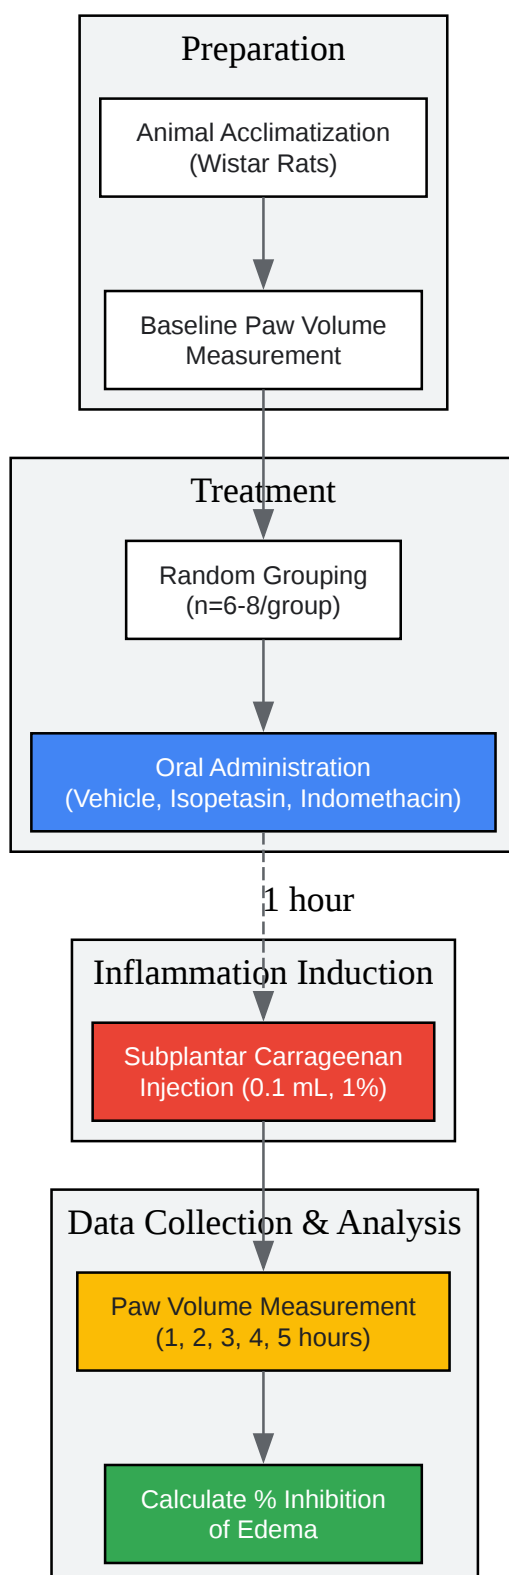 Preparation
Animal Acclimatization
(Wistar Rats)
Baseline Paw Volume
Measurement
Treatment
Random Grouping
(n=6-8/group)
Oral Administration
(Vehicle, Isopetasin, Indomethacin)
1 hour
Inflammation Induction
Subplantar Carrageenan
Injection (0.1 mL, 1%)
Data Collection & Analysis
Paw Volume Measurement
(1, 2, 3, 4, 5 hours)
Calculate % Inhibition
of Edema